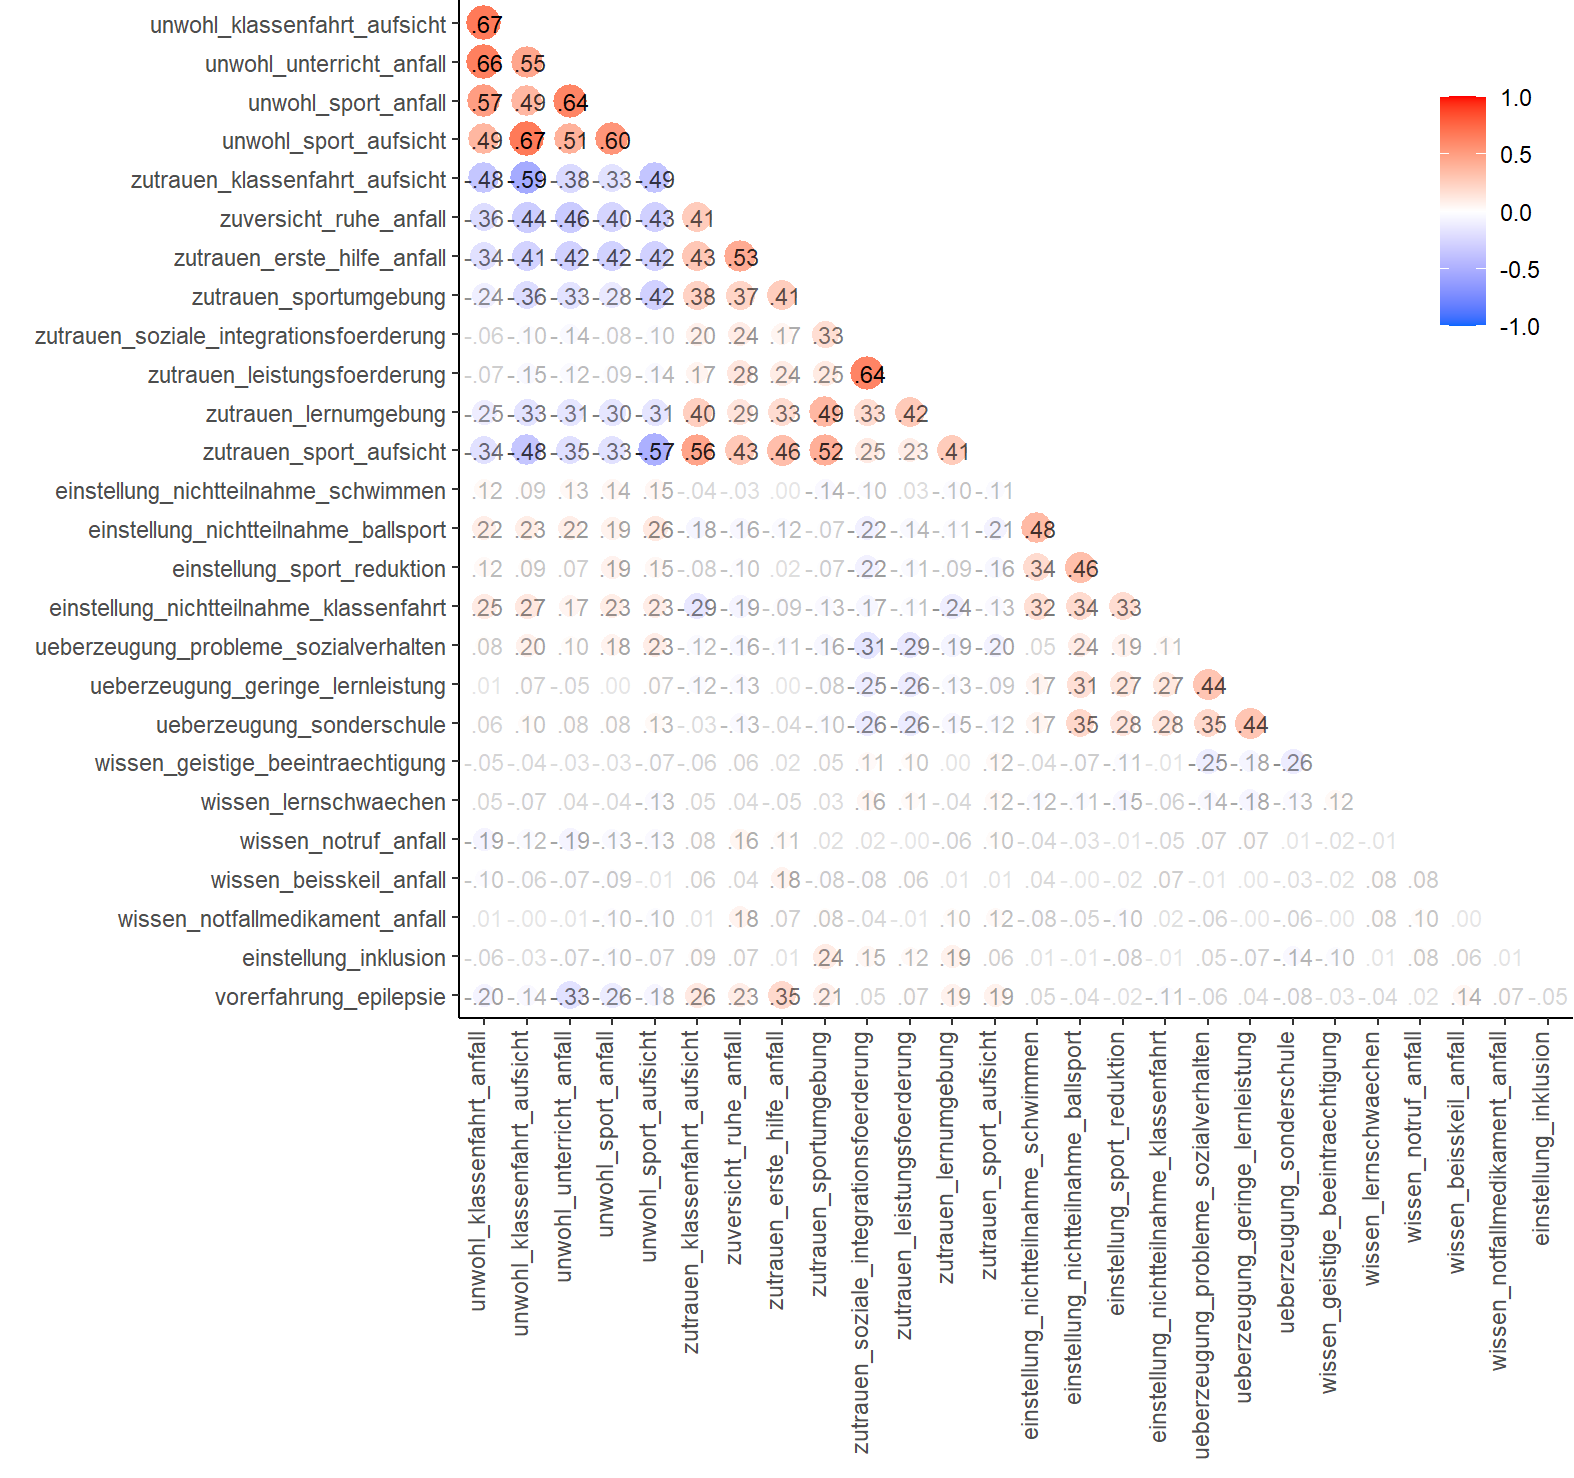 unwohl_klassenfahrt_aufsicht .67
unwohl_unterricht_anfall .66 .55
unwohl_sport_anfall .57 .49 .64
unwohl_sport_aufsicht .49 .67 .51 .60
zutrauen_klassenfahrt_aufsicht -.48 -.59 -.38 -.33 -.49
zuversicht_ruhe_anfall -.36 -.44 -.46 -.40 -.43 .41
zutrauen_erste_hilfe_anfall -.34 -.41 -.42 -.42 -.42 .43 .53
zutrauen_sportumgebung -.24 -.36 -.33 -.28 -.42 .38 .37 .41
zutrauen_soziale_integrationsfoerderung -.06 -.10 -.14 -.08 -.10 .20 .24 .17 .33
zutrauen_leistungsfoerderung -.07 -.15 -.12 -.09 -.14 .17 .28 .24 .25 .64
zutrauen_lernumgebung -.25 -.33 -.31 -.30 -.31 .40 .29 .33 .49 .33 .42
zutrauen_sport_aufsicht -.34 -.48 -.35 -.33 -.57 .56 .43 .46 .52 .25 .23 .41
einstellung_nichtteilnahme_schwimmen .12 .09 .13 .14 .15 -.04 -.03 .00 -.14 -.10 .03 -.10 -.11
einstellung_nichtteilnahme_ballsport .22 .23 .22 .19 .26 -.18 -.16 -.12 -.07 -.22 -.14 -.11 -.21 .48
einstellung_sport_reduktion .12 .09 .07 .19 .15 -.08 -.10 .02 -.07 -.22 -.11 -.09 -.16 .34 .46
einstellung_nichtteilnahme_klassenfahrt .25 .27 .17 .23 .23 -.29 -.19 -.09 -.13 -.17 -.11 -.24 -.13 .32 .34 .33
ueberzeugung_probleme_sozialverhalten .08 .20 .10 .18 .23 -.12 -.16 -.11 -.16 -.31 -.29 -.19 -.20 .05 .24 .19 .11
ueberzeugung_geringe_lernleistung .01 .07 -.05 .00 .07 -.12 -.13 .00 -.08 -.25 -.26 -.13 -.09 .17 .31 .27 .27 .44
ueberzeugung_sonderschule .06 .10 .08 .08 .13 -.03 -.13 -.04 -.10 -.26 -.26 -.15 -.12 .17 .35 .28 .28 .35 .44
wissen_geistige_beeintraechtigung -.05 -.04 -.03 -.03 -.07 -.06 .06 .02 .05 .11 .10 .00 .12 -.04 -.07 -.11 -.01 -.25 -.18 -.26
wissen_lernschwaechen .05 -.07 .04 -.04 -.13 .05 .04 -.05 .03 .16 .11 -.04 .12 -.12 -.11 -.15 -.06 -.14 -.18 -.13 .12
wissen_notruf_anfall -.19 -.12 -.19 -.13 -.13 .08 .16 .11 .02 .02 -.00 -.06 .10 -.04 -.03 -.01 -.05 .07 .07 .01 -.02 -.01
wissen_beisskeil_anfall -.10 -.06 -.07 -.09 -.01 .06 .04 .18 -.08 -.08 .06 .01 .01 .04 -.00 -.02 .07 -.01 .00 -.03 -.02 .08 .08
wissen_notfallmedikament_anfall .01 -.00 -.01 -.10 -.10 .01 .18 .07 .08 -.04 -.01 .10 .12 -.08 -.05 -.10 .02 -.06 -.00 -.06 -.00 .08 .10 .00
einstellung_inklusion -.06 -.03 -.07 -.10 -.07 .09 .07 .01 .24 .15 .12 .19 .06 .01 -.01 -.08 -.01 .05 -.07 -.14 -.10 .01 .08 .06 .01
vorerfahrung_epilepsie -.20 -.14 -.33 -.26 -.18 .26 .23 .35 .21 .05 .07 .19 .19 .05 -.04 -.02 -.11 -.06 .04 -.08 -.03 -.04 .02 .14 .07 -.05
1.0
0.5
0.0
-0.5
-1.0
unwohl_klassenfahrt_anfall
unwohl_klassenfahrt_aufsicht
unwohl_unterricht_anfall
unwohl_sport_anfall
unwohl_sport_aufsicht
zutrauen_klassenfahrt_aufsicht
zuversicht_ruhe_anfall
zutrauen_erste_hilfe_anfall
zutrauen_sportumgebung
zutrauen_soziale_integrationsfoerderung
zutrauen_leistungsfoerderung
zutrauen_lernumgebung
zutrauen_sport_aufsicht
einstellung_nichtteilnahme_schwimmen
einstellung_nichtteilnahme_ballsport
einstellung_sport_reduktion
einstellung_nichtteilnahme_klassenfahrt
ueberzeugung_probleme_sozialverhalten
ueberzeugung_geringe_lernleistung
ueberzeugung_sonderschule
wissen_geistige_beeintraechtigung
wissen_lernschwaechen
wissen_notruf_anfall
wissen_beisskeil_anfall
wissen_notfallmedikament_anfall
einstellung_inklusion